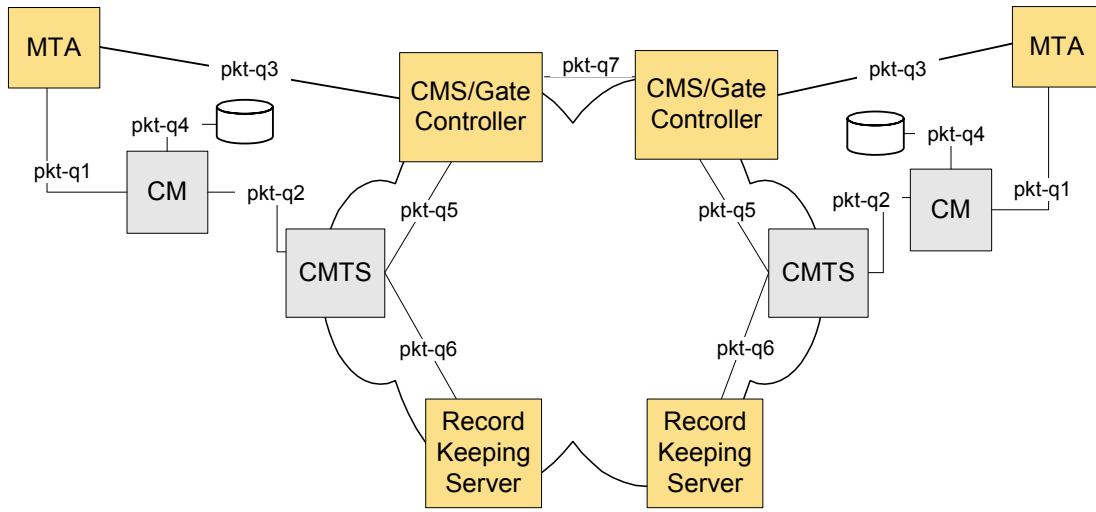 MTA
MTA
pkt-q3
pkt-q7
pkt-q3
CMS/Gate
Controller
CMS/Gate
Controller
pkt-q4
pkt-q4
pkt-q1
CM
pkt-q2
pkt-q5
pkt-q5
pkt-q2
CM
pkt-q1
CMTS
CMTS
pkt-q6
pkt-q6
Record
Keeping
Server
Record
Keeping
Server